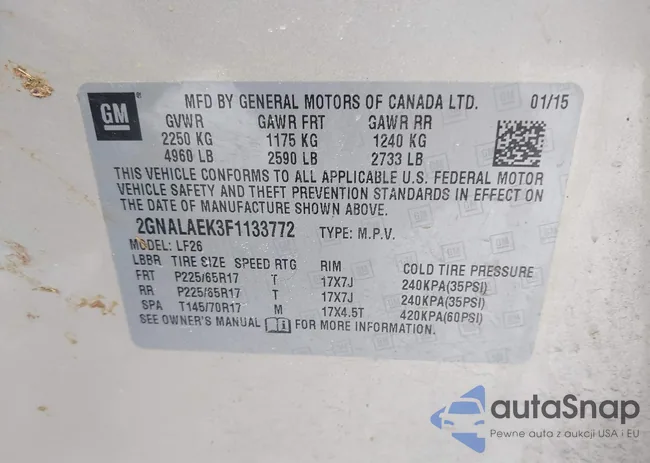 GM
MFD BY GENERAL MOTORS OF CANADA LTD. 01/15
GVWR GAWR FRT GAWR RR
2250 KG 1175 KG 1240 KG
4960 LB 2590 LB 2733 LB
THIS VEHICLE CONFORMS TO ALL APPLICABLE U.S. FEDERAL MOTOR
VEHICLE SAFETY AND THEFT PREVENTION STANDARDS IN EFFECT ON
THE DATE OF MANUFACTURE SHOWN ABOVE.
2GNALAEK3F1133772 TYPE: M.P.V.
MODEL: LF26
LBBR TIRE SIZE SPEED RTG RIM COLD TIRE PRESSURE
FRT P225/65R17 T 17X7J 240KPA(35PSI)
RR P225/65R17 T 17X7J 240KPA(35PSI)
SPA T145/70R17 M 17X4.5T 420KPA(60PSI)
SEE OWNER'S MANUAL FOR MORE INFORMATION.
autoSnap
Pewne auta z aukcji USA i EU